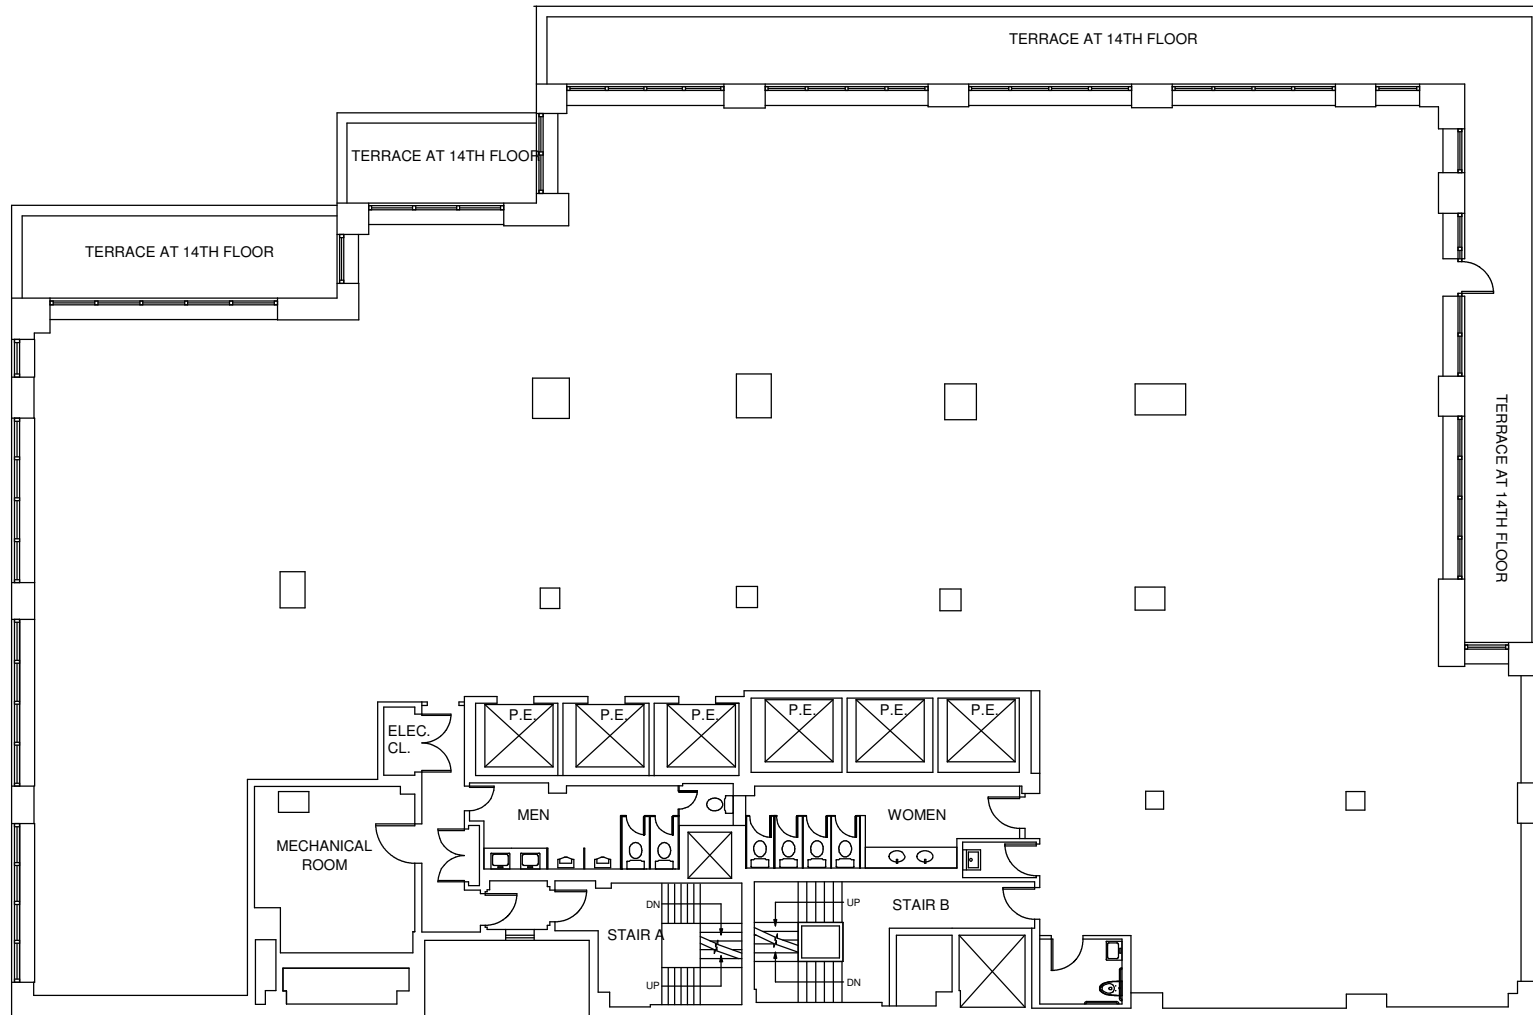 TERRACE AT 14TH FLOOR
TERRACE AT 14TH FLOOR
TERRACE AT 14TH FLOOR
TERRACE AT 14TH FLOOR
P.E.
P.E.
P.E.
P.E.
P.E.
P.E.
ELEC.
CL.
MEN
WOMEN
MECHANICAL
ROOM
DN
UP
STAIR B
STAIR A
UP
DN